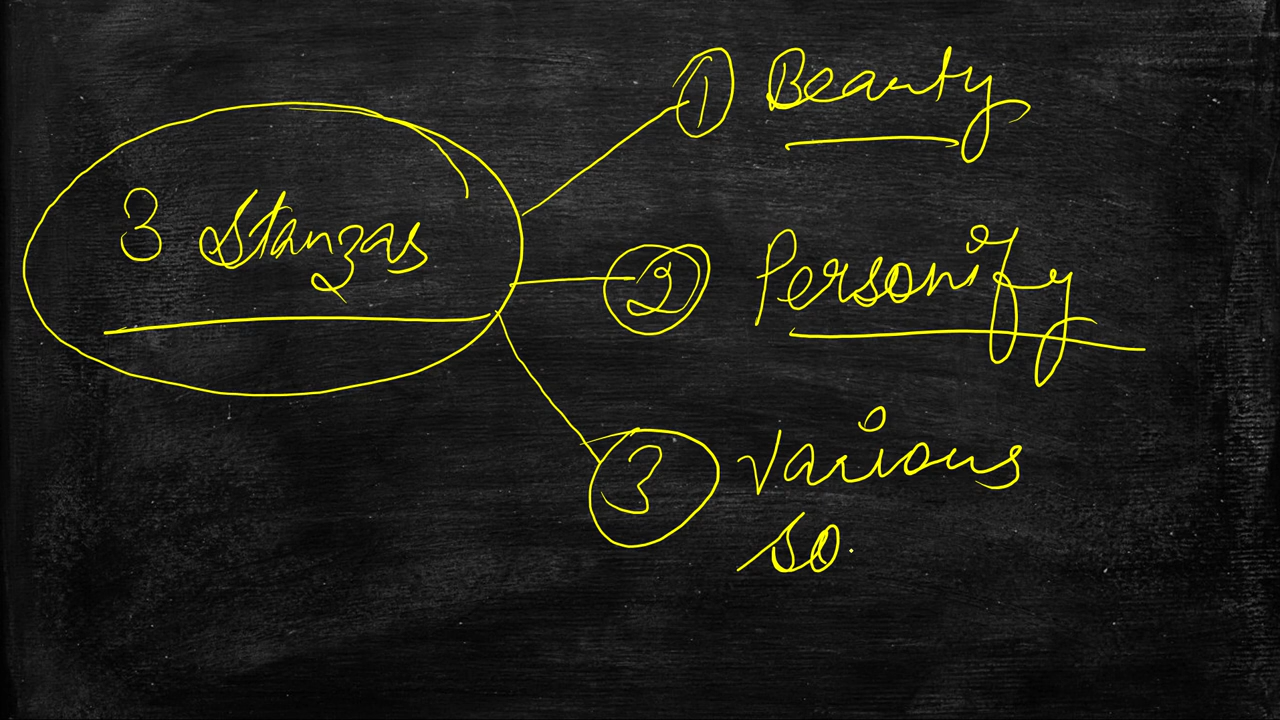 3 Stanzas
① Beauty
② Personify
③ Various
so